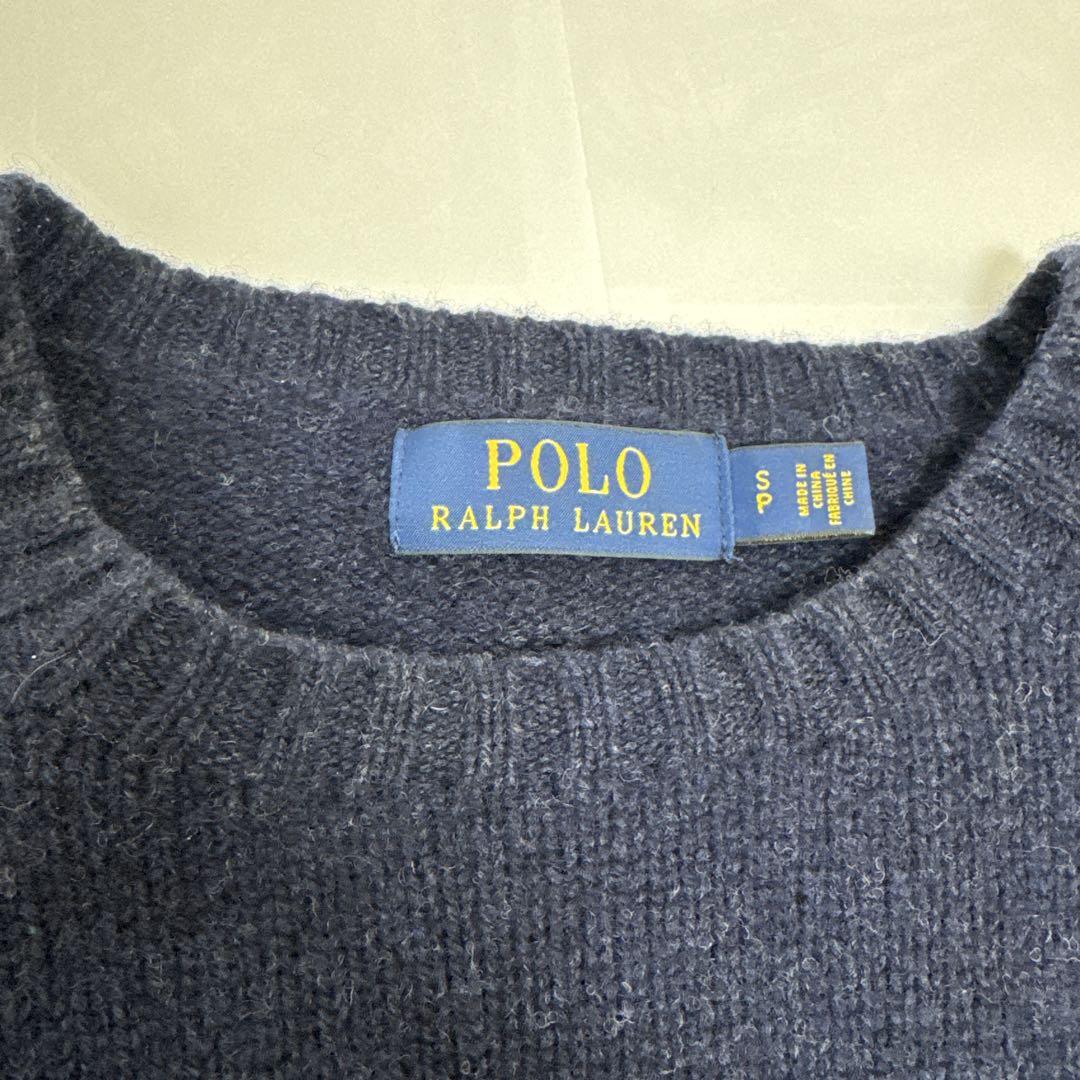 POLO
RALPH LAUREN
S
P
MADE IN
CHINA
FABRIQUÉ EN
CHINE